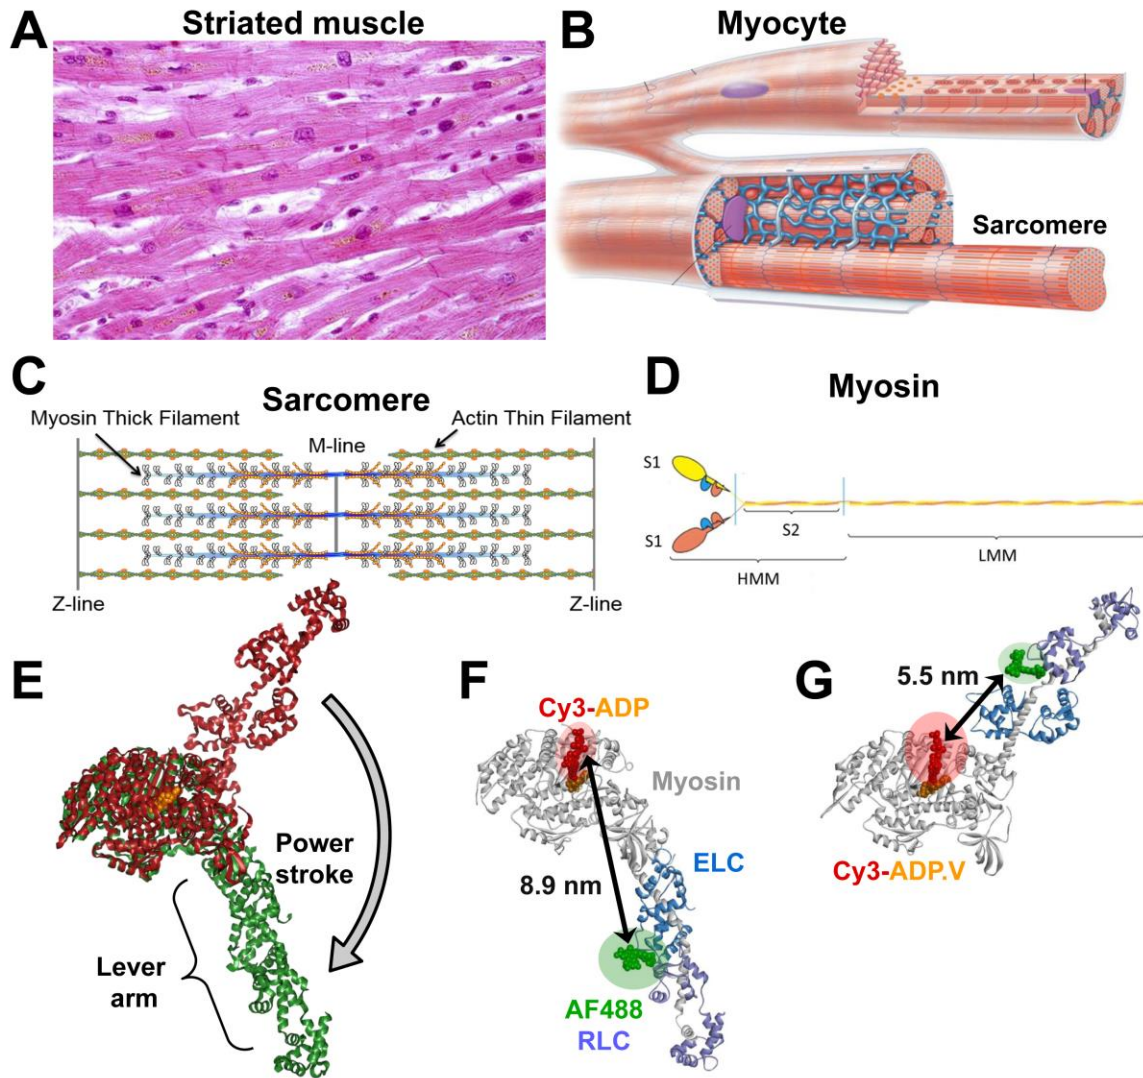 A
Striated muscle
B
Myocyte
Sarcomere
C
Sarcomere
Myosin Thick Filament
M-line
Actin Thin Filament
Z-line
Z-line
D
Myosin
S1
S1
S2
HMM
LMM
E
Power
stroke
Lever
arm
F
Cy3-ADP
Myosin
8.9 nm
ELC
AF488
RLC
G
5.5 nm
Cy3-ADP.V